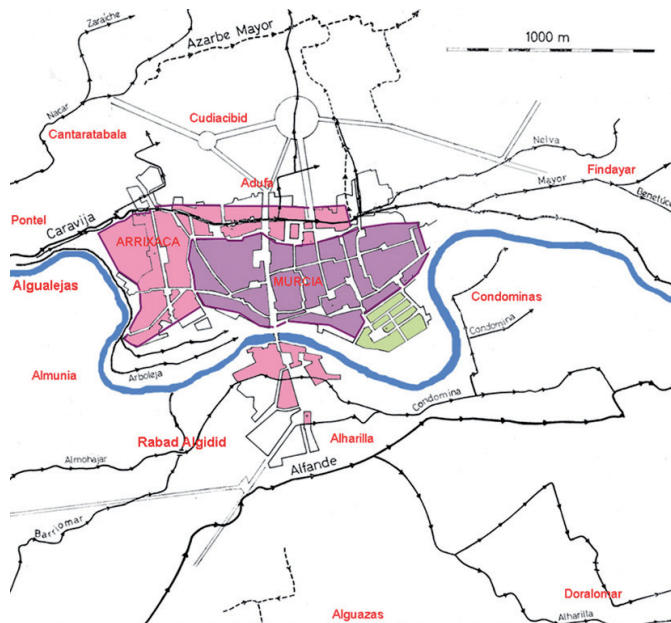 Zaraiche
Azarbe Mayor
1000 m
Nacar
Cudiacibid
Cantaratabala
Nelva
Findayar
Adufa
Mayor
Benetúc
Pontel
Caravija
ARRIXACA
MURCIA
Algualejas
Condominas
Condomina
Almunia
Arboleja
Condomina
Rabad Algidid
Alharilla
Almohajar
Alfande
Barriomar
Doralomar
Alguazas
Alharilla